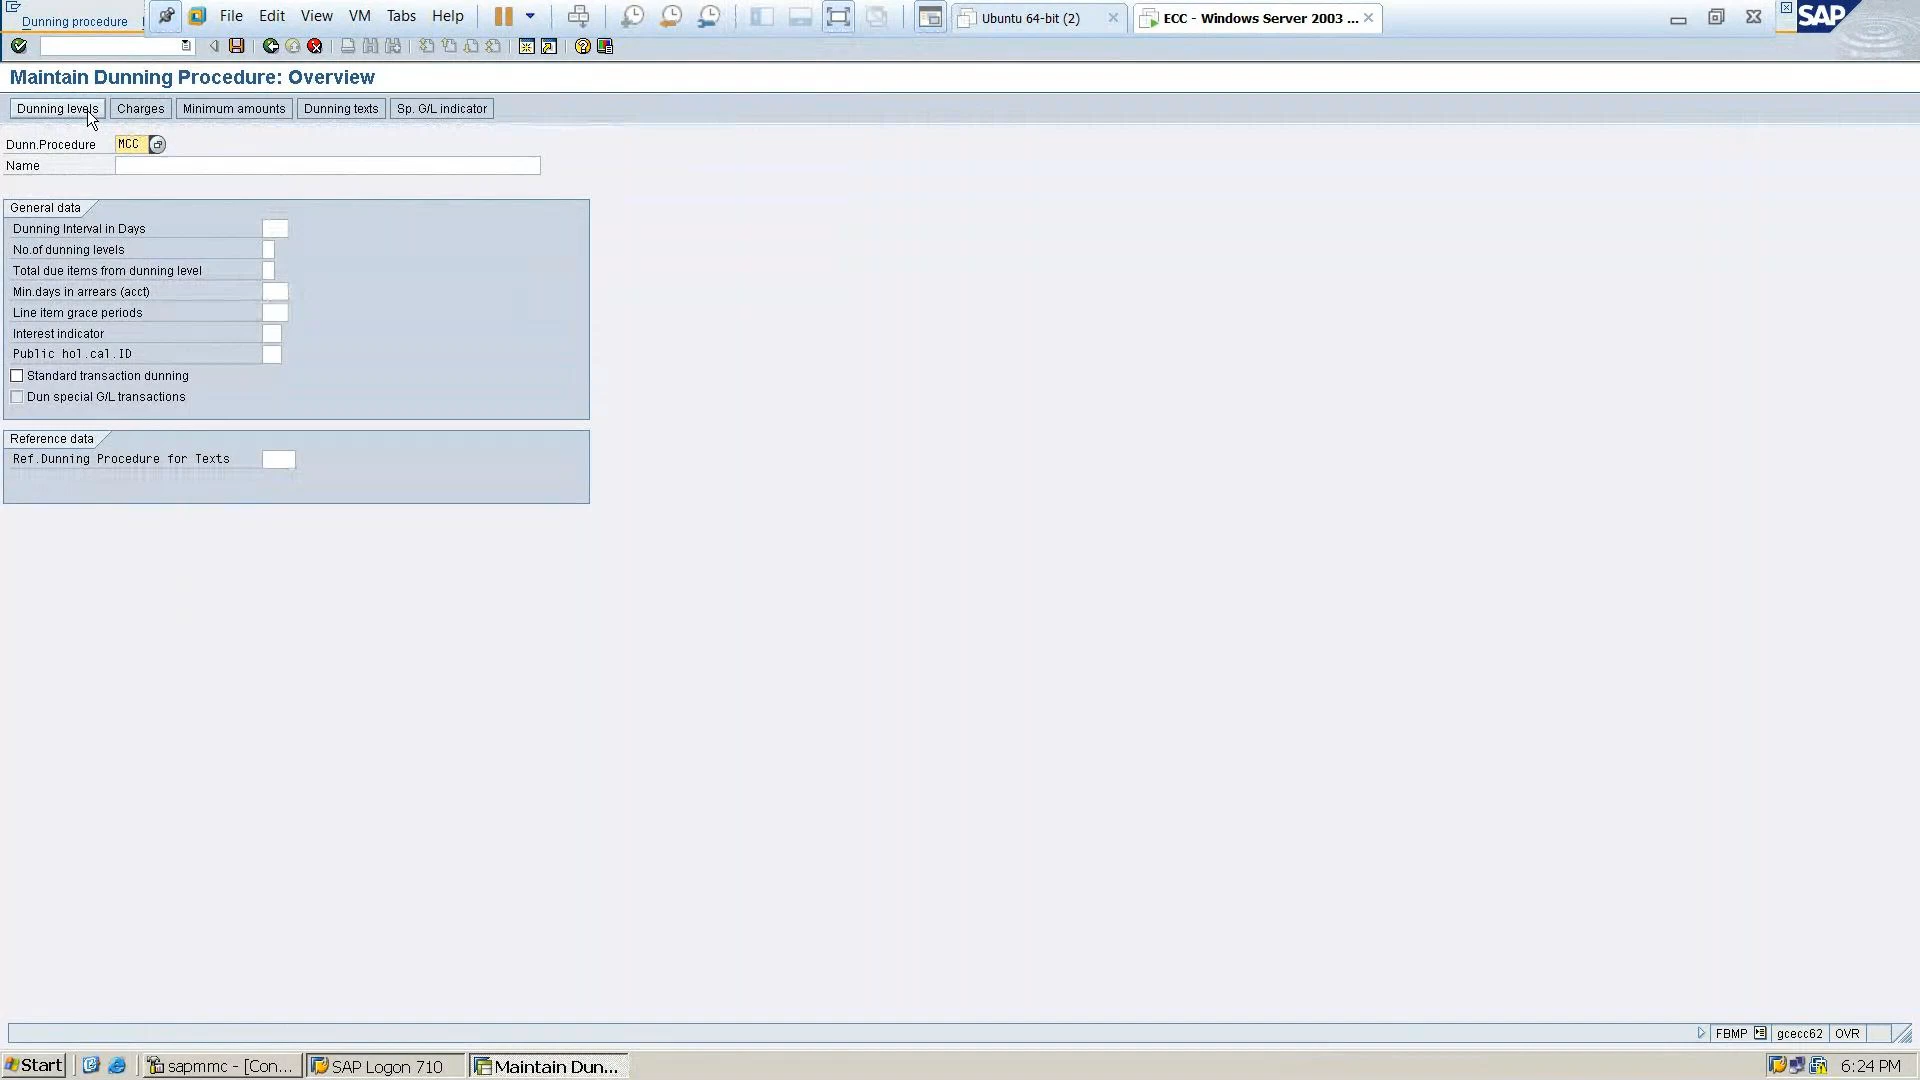 Dunning procedure
File Edit View VM Tabs Help
Ubuntu 64-bit (2)
ECC - Windows Server 2003 ...
SAP
Maintain Dunning Procedure: Overview
Dunning levels Charges Minimum amounts Dunning texts Sp. G/L indicator
Dunn.Procedure MCC
Name
General data
Dunning Interval in Days
No.of dunning levels
Total due items from dunning level
Min.days in arrears (acct)
Line item grace periods
Interest indicator
Public hol.cal.ID
Standard transaction dunning
Dun special G/L transactions
Reference data
Ref.Dunning Procedure for Texts
FBMP gcecc62 OVR
Start sapmmc - [Con... SAP Logon 710 Maintain Dun... 6:24 PM